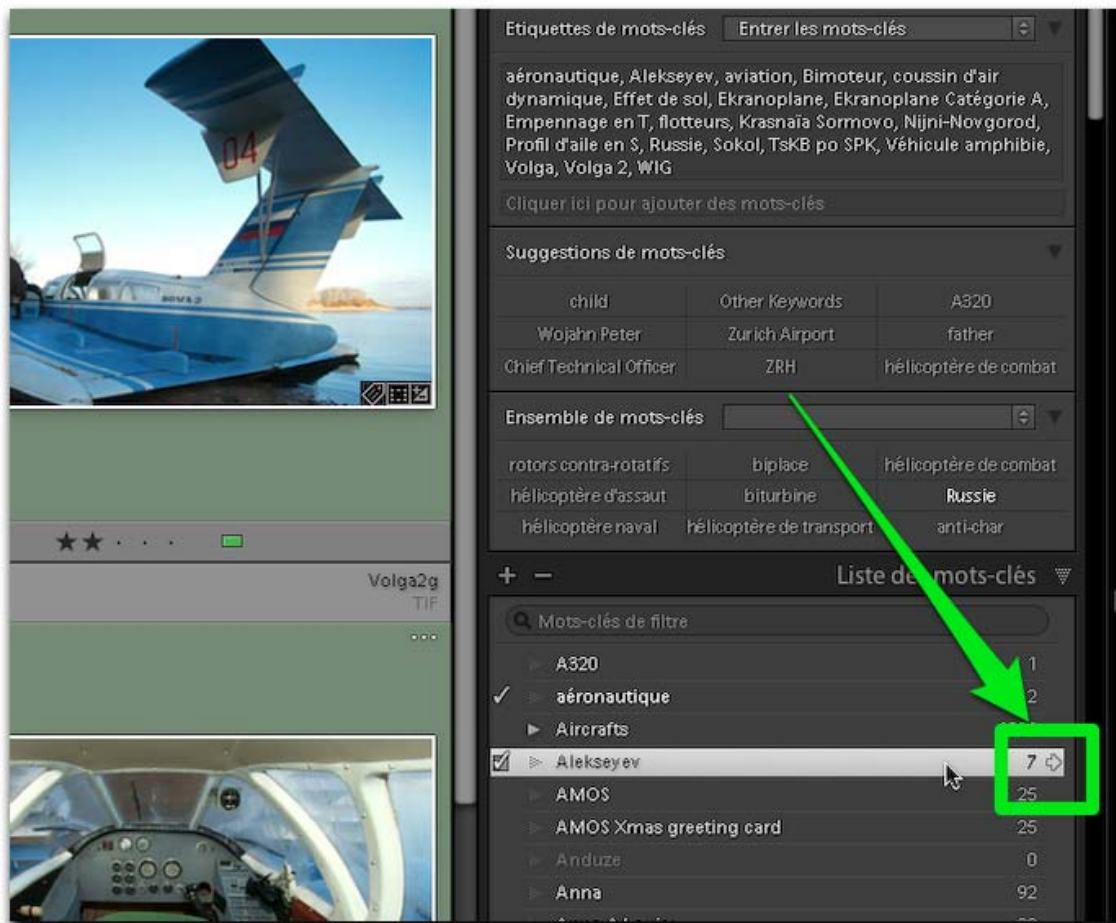 Etiquettes de mots-clés Entrer les mots-clés
aéronautique, Alekseyev, aviation, Bimoteur, coussin d'air
dynamique, Effet de sol, Ekranoplane, Ekranoplane Catégorie A,
Empennage en T, flotteurs, Krasnaïa Sormovo, Nijni-Novgorod,
Profil d'aile en S, Russie, Sokol, TsKB po SPK, Véhicule amphibie,
Volga, Volga 2, WIG
Cliquer ici pour ajouter des mots-clés
Suggestions de mots-clés
child Other Keywords A320
Wojahn Peter Zurich Airport father
Chief Technical Officer ZRH hélicoptère de combat
Ensemble de mots-clés
rotors contra-rotatifs biplace hélicoptère de combat
hélicoptère d'assaut biturbine Russie
hélicoptère naval hélicoptère de transport anti-char
04
Volga2g
TIF
Liste des mots-clés
Mots-clés de filtre
A320 1
aéronautique 2
Aircrafts
Alekseyev 7
AMOS 25
AMOS Xmas greeting card 25
Anduze 0
Anna 92